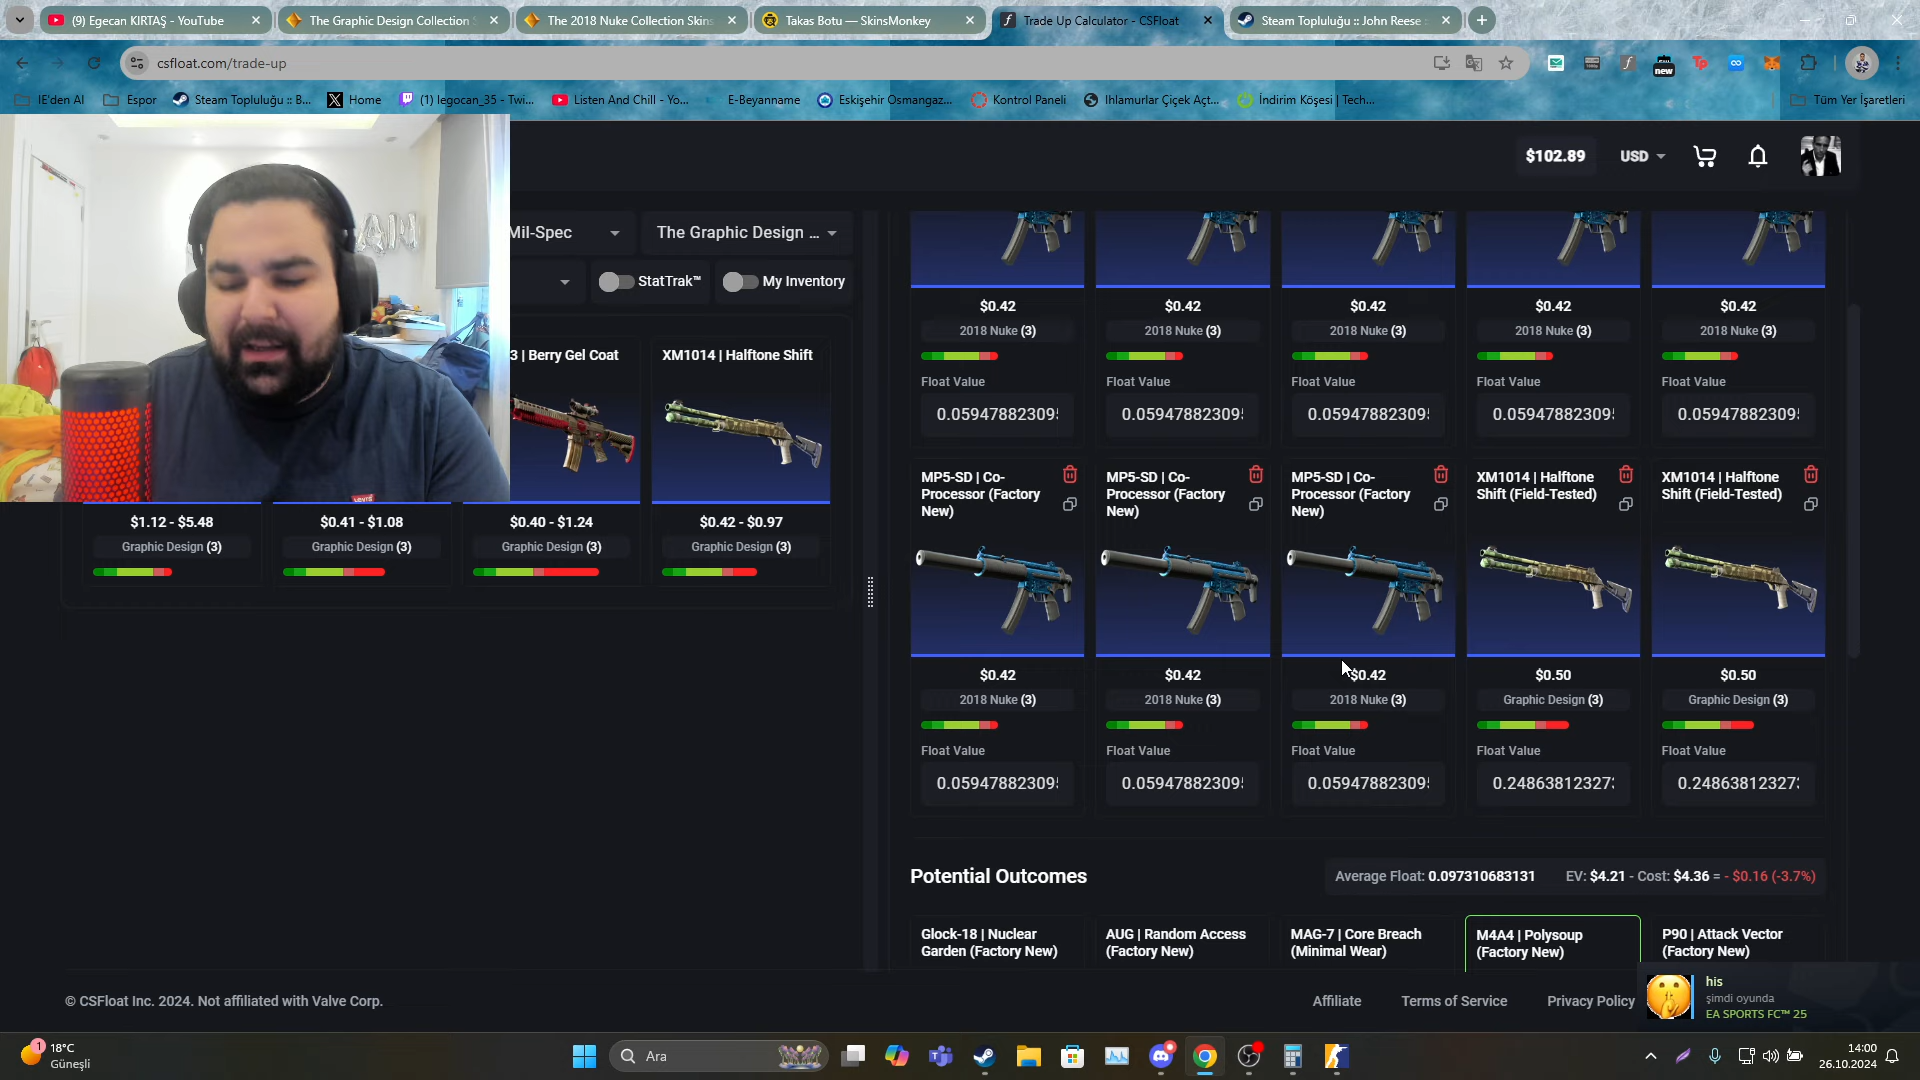 (9) Egecan KIRTAŞ - YouTube
The Graphic Design Collection
The 2018 Nuke Collection Skins
Takas Botu — SkinsMonkey
Trade Up Calculator - CSFloat
Steam Topluluğu :: John Reese
csfloat.com/trade-up
IE'den Al
Espor
Steam Topluluğu :: B...
Home
(1) legocan_35 - Twi...
Listen And Chill - Yo...
E-Beyanname
Eskişehir Osmangaz...
Kontrol Paneli
Ihlamurlar Çiçek Açt...
İndirim Köşesi | Tech...
Tüm Yer İşaretleri
new
$102.89
USD
Mil-Spec
The Graphic Design ...
StatTrak™
My Inventory
3 | Berry Gel Coat
XM1014 | Halftone Shift
$1.12 - $5.48
$0.41 - $1.08
$0.40 - $1.24
$0.42 - $0.97
Graphic Design (3)
Graphic Design (3)
Graphic Design (3)
Graphic Design (3)
$0.42
$0.42
$0.42
$0.42
$0.42
2018 Nuke (3)
2018 Nuke (3)
2018 Nuke (3)
2018 Nuke (3)
2018 Nuke (3)
Float Value
Float Value
Float Value
Float Value
Float Value
0.05947882309
0.05947882309
0.05947882309
0.05947882309
0.05947882309
MP5-SD | Co-
Processor (Factory
New)
MP5-SD | Co-
Processor (Factory
New)
MP5-SD | Co-
Processor (Factory
New)
XM1014 | Halftone
Shift (Field-Tested)
XM1014 | Halftone
Shift (Field-Tested)
$0.42
$0.42
$0.42
$0.50
$0.50
2018 Nuke (3)
2018 Nuke (3)
2018 Nuke (3)
Graphic Design (3)
Graphic Design (3)
Float Value
Float Value
Float Value
Float Value
Float Value
0.05947882309
0.05947882309
0.05947882309
0.24863812327
0.24863812327
Potential Outcomes
Average Float: 0.097310683131
EV: $4.21 - Cost: $4.36 = - $0.16 (-3.7%)
Glock-18 | Nuclear
Garden (Factory New)
AUG | Random Access
(Factory New)
MAG-7 | Core Breach
(Minimal Wear)
M4A4 | Polysoup
(Factory New)
P90 | Attack Vector
(Factory New)
© CSFloat Inc. 2024. Not affiliated with Valve Corp.
Affiliate
Terms of Service
Privacy Policy
his
şimdi oyunda
EA SPORTS FC™ 25
1
18°C
Güneşli
Ara
14:00
26.10.2024